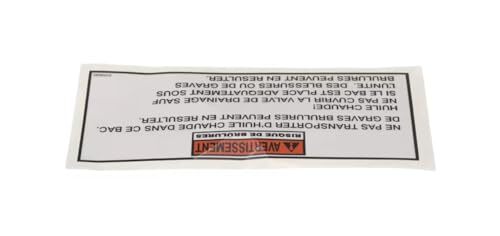 AVERTISSEMENT
RISQUE DE BRÛLURES
NE PAS TRANSPORTER D'HUILE CHAUDE DANS CE BAC.
DE GRAVES BRULURES PEUVENT EN RESULTER.
HUILE CHAUDE!
NE PAS CUVRIR LA VALVE DE DRAINAGE SAUF
SI LE BAC EST PLACE ADEQUATEMENT SOUS
L'UNITE. DES BLESSURES OU DE GRAVES
BRULURES PEUVENT EN RESULTER.